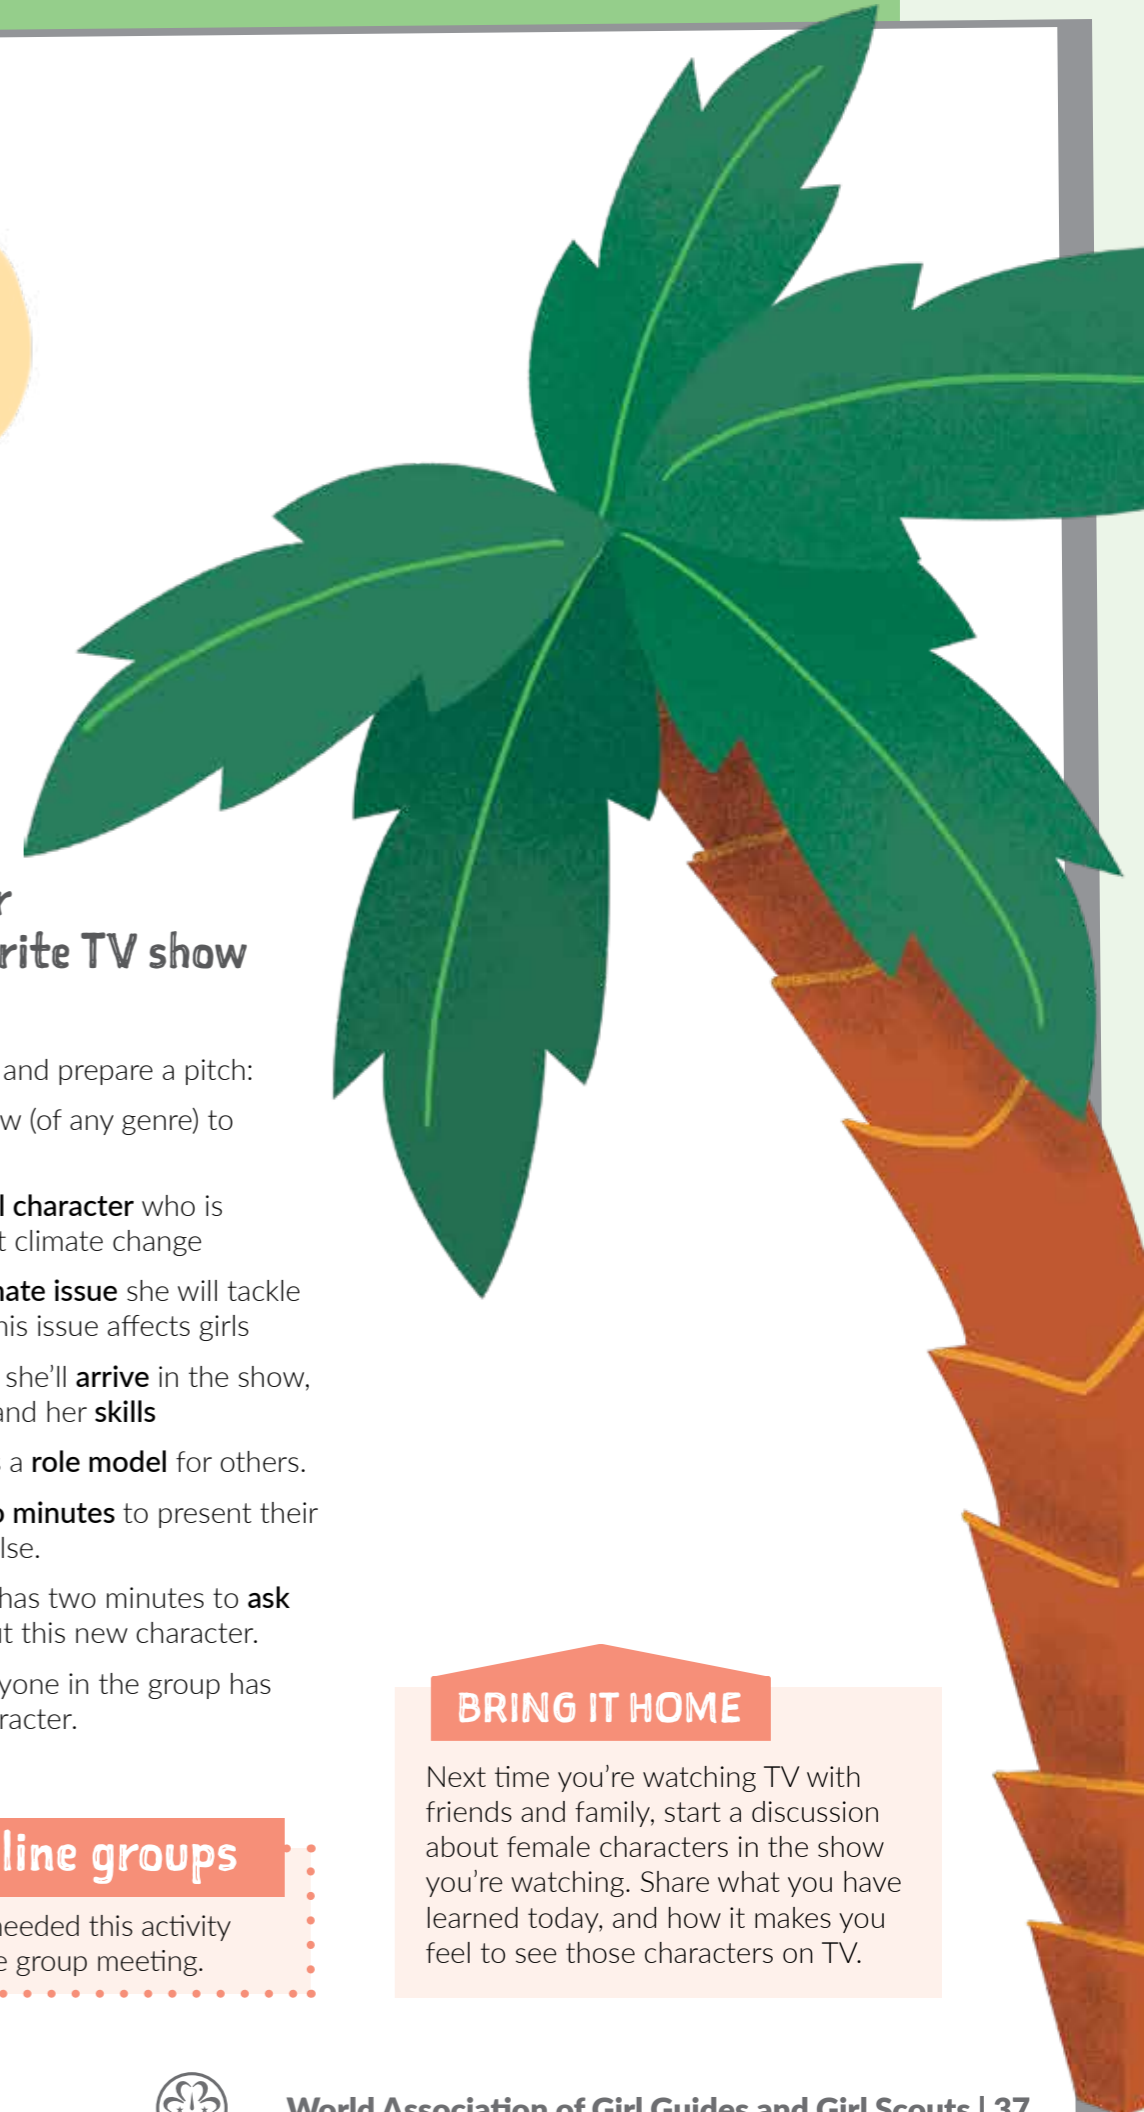 r
rite TV show
and prepare a pitch:
w (of any genre) to
l character who is
t climate change
nate issue she will tackle
his issue affects girls
she’ll arrive in the show,
and her skills
a role model for others.
o minutes to present their
lse.
has two minutes to ask
ut this new character.
yone in the group has
racter.
line groups
needed this activity
e group meeting.
BRING IT HOME
Next time you’re watching TV with
friends and family, start a discussion
about female characters in the show
you’re watching. Share what you have
learned today, and how it makes you
feel to see those characters on TV.
World Association of Girl Guides and Girl Scouts | 37